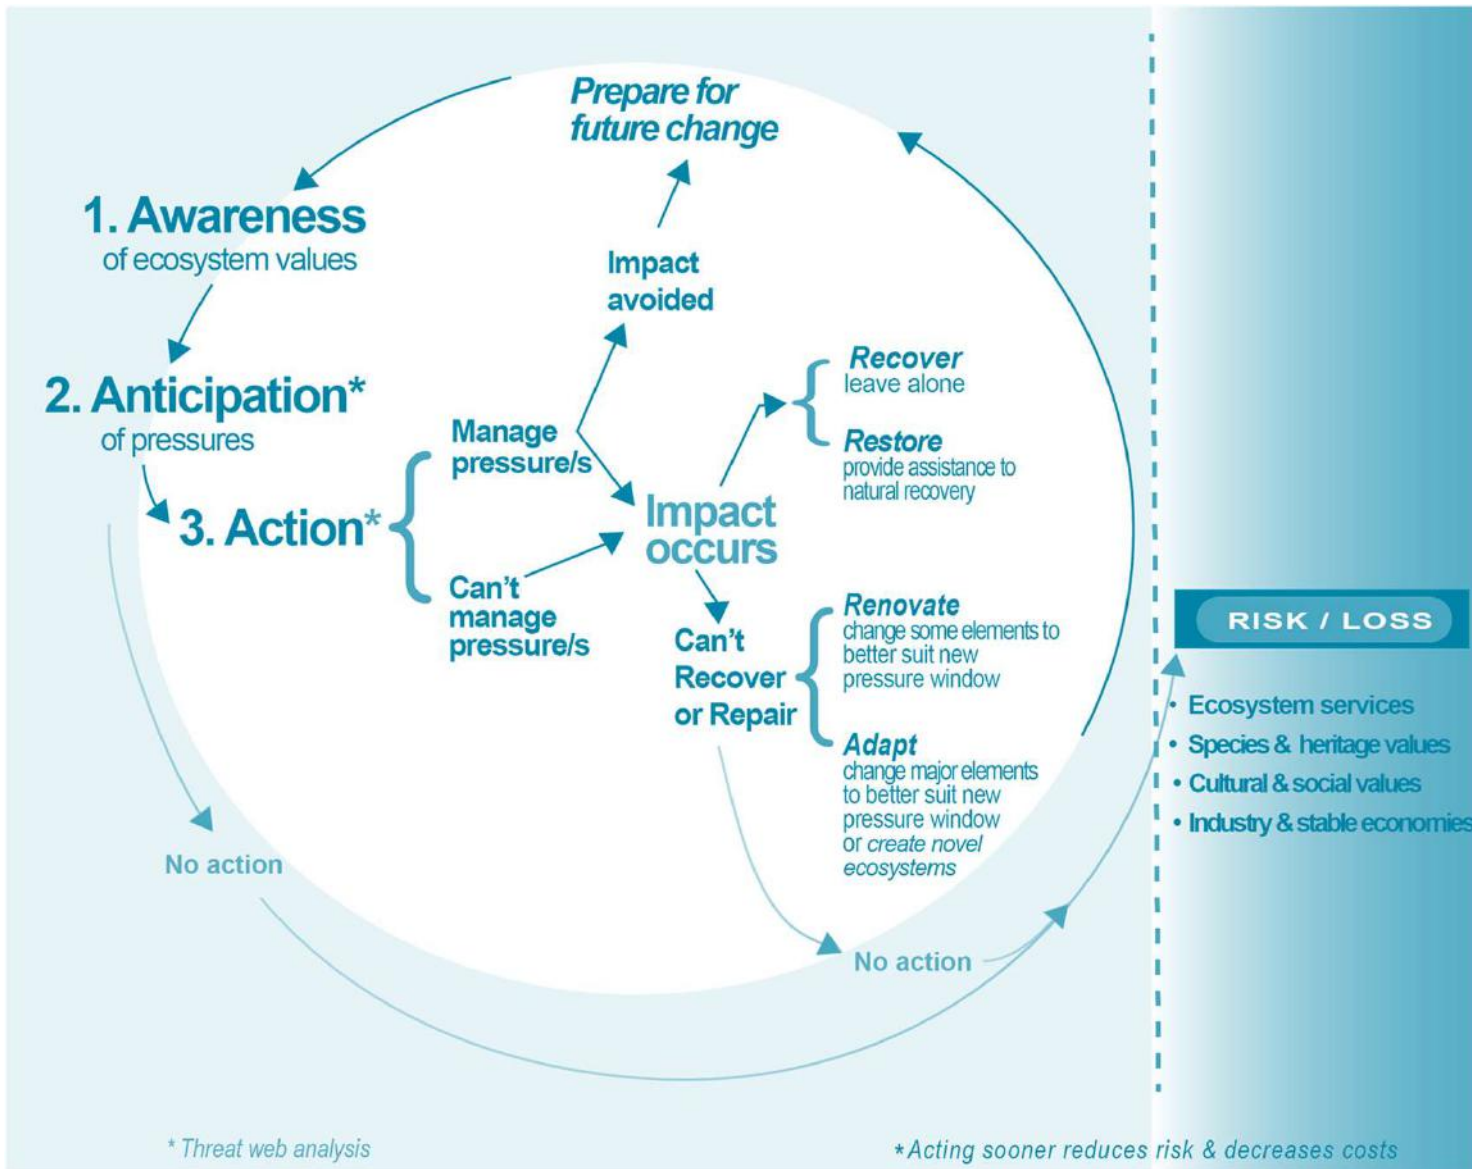 Prepare for
future change
1. Awareness
of ecosystem values
Impact
avoided
2. Anticipation*
of pressures
Manage
pressure/s
3. Action*
Can't
manage
pressure/s
Impact
occurs
Recover
leave alone
Restore
provide assistance to
natural recovery
Can't
Recover
or Repair
Renovate
change some elements to
better suit new
pressure window
Adapt
change major elements
to better suit new
pressure window
or create novel
ecosystems
No action
No action
RISK / LOSS
• Ecosystem services
• Species & heritage values
• Cultural & social values
• Industry & stable economies
* Threat web analysis
*Acting sooner reduces risk & decreases costs